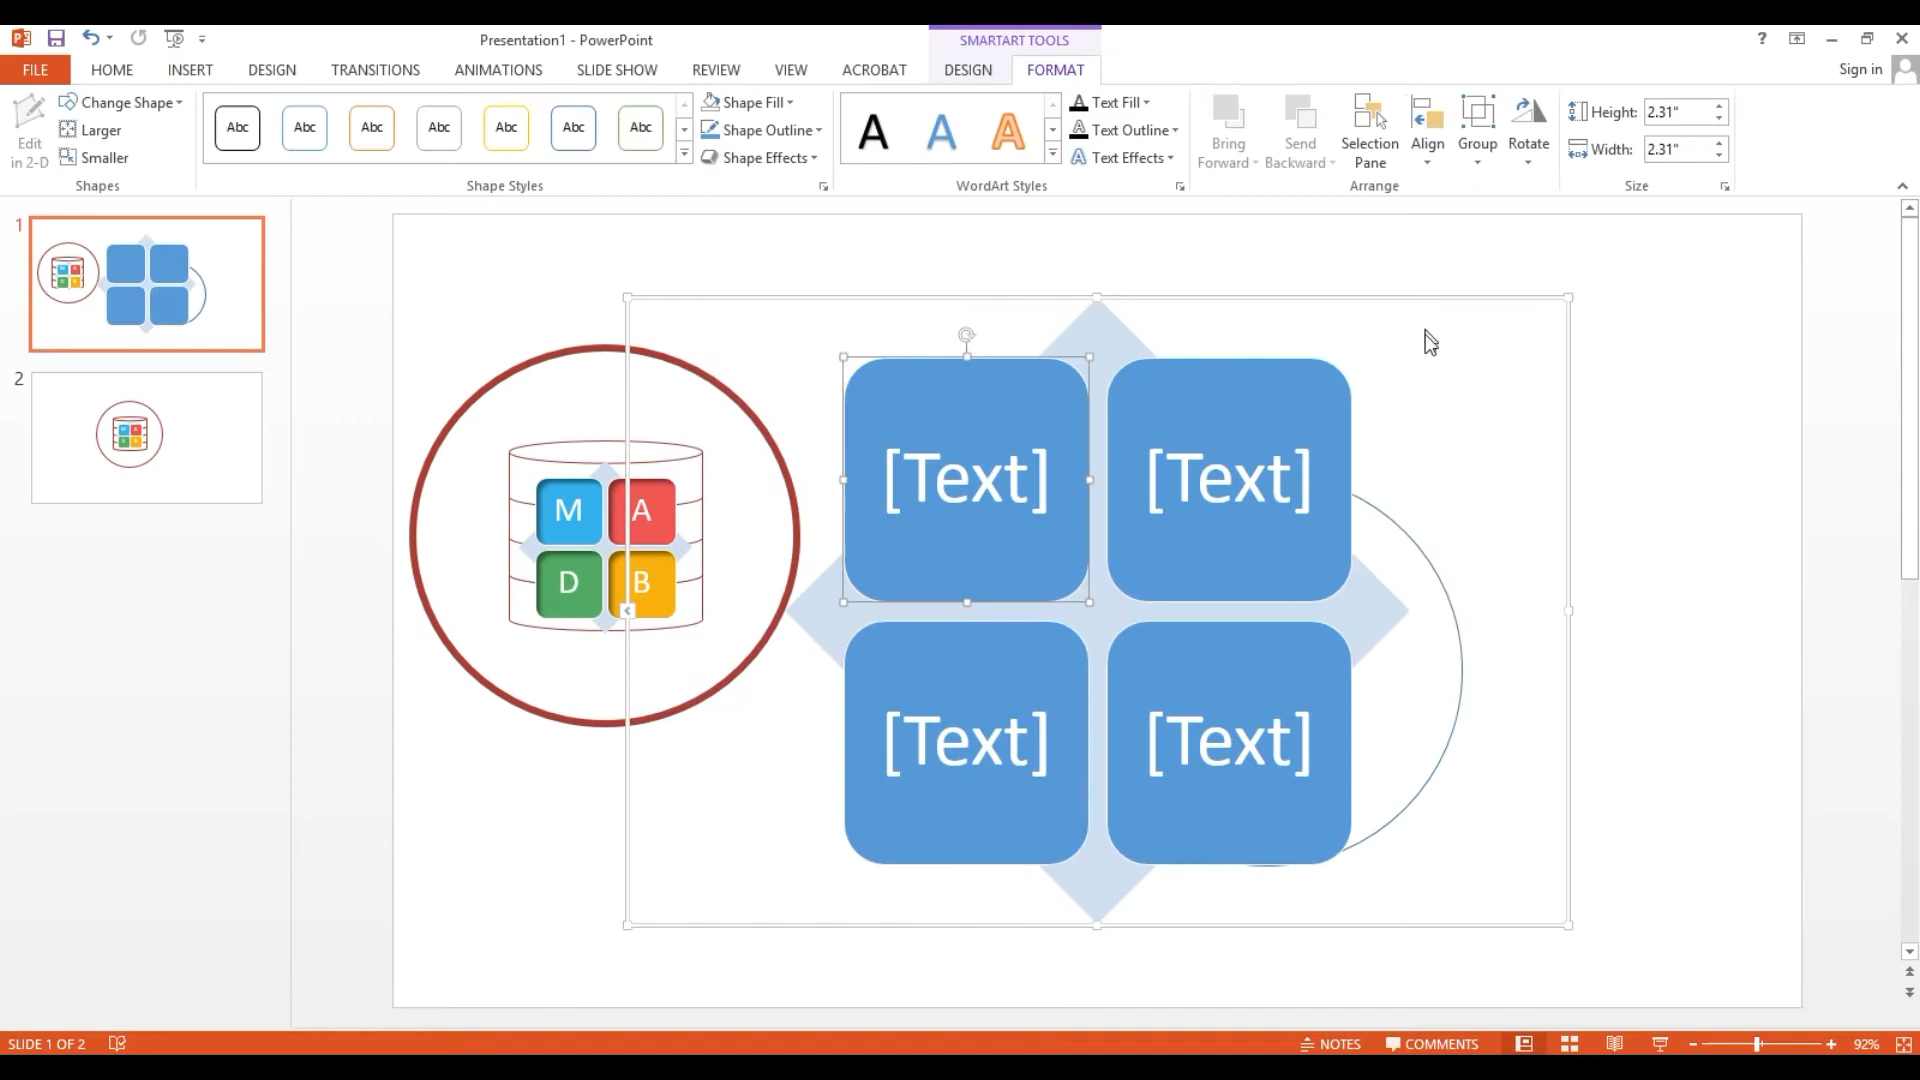 Presentation1 - PowerPoint
SMARTART TOOLS
?
FILE HOME INSERT DESIGN TRANSITIONS ANIMATIONS SLIDE SHOW REVIEW VIEW ACROBAT DESIGN FORMAT Sign in
Edit in 2-D
Change Shape
Larger
Smaller
Shapes
Abc Abc Abc Abc Abc Abc Abc
Shape Fill
Shape Outline
Shape Effects
Shape Styles
A A A
Text Fill
Text Outline
Text Effects
WordArt Styles
Bring Forward
Send Backward
Selection Pane
Align
Group
Rotate
Arrange
Height: 2.31"
Width: 2.31"
Size
1
2
M A
D B
[Text] [Text]
[Text] [Text]
SLIDE 1 OF 2 NOTES COMMENTS 92%